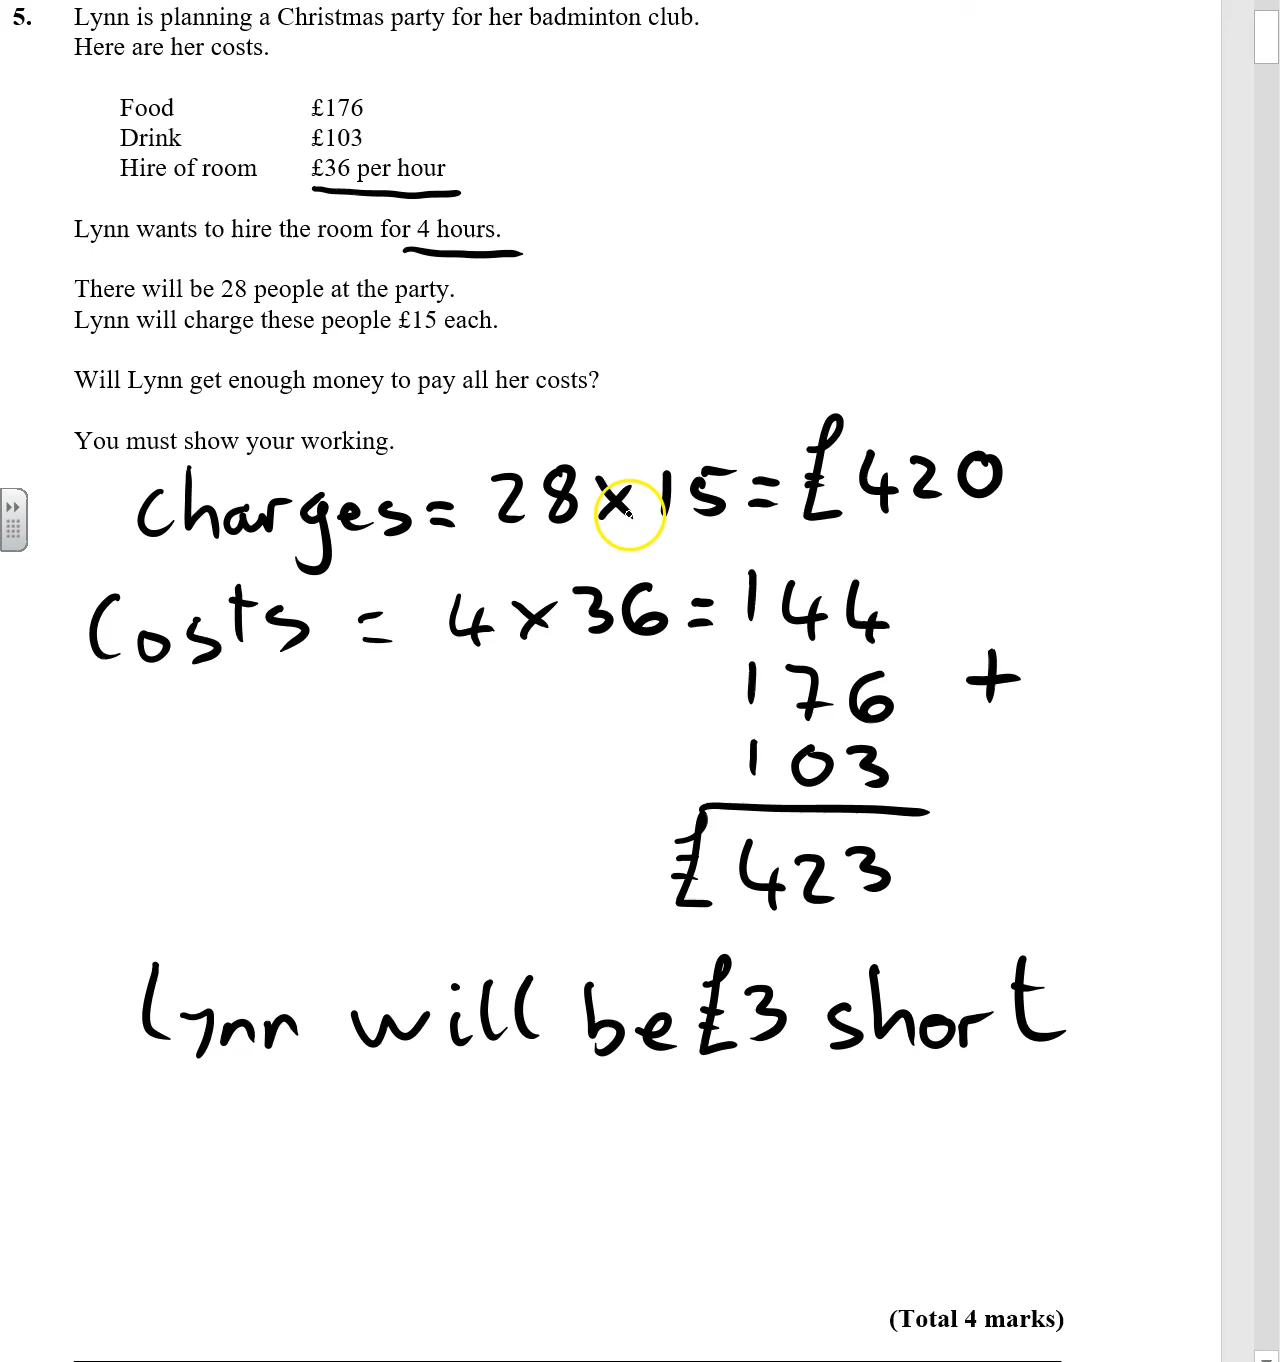 5. Lynn is planning a Christmas party for her badminton club.
Here are her costs.
Food £176
Drink £103
Hire of room £36 per hour
Lynn wants to hire the room for 4 hours.
There will be 28 people at the party.
Lynn will charge these people £15 each.
Will Lynn get enough money to pay all her costs?
You must show your working.
charges = 28 × 15 = £420
Costs = 4 × 36 = 144
176 +
103
£423
Lynn will be £3 short
(Total 4 marks)